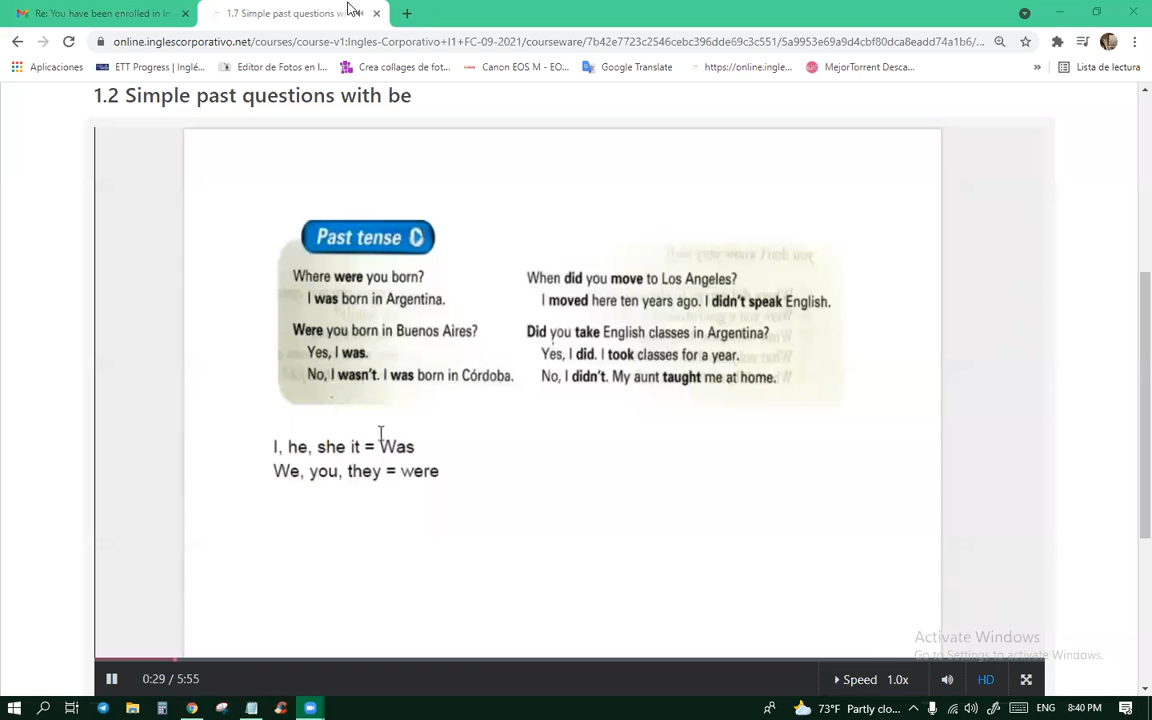 Re: You have been enrolled in In
1.7 Simple past questions w
online.inglescorporativo.net/courses/course-v1:Ingles-Corporativo+I1+FC-09-2021/courseware/7b42e7723c2546cebc396dde69c3c551/5a9953e69a9d4cbf80dca8eadd74a1b6/...
Aplicaciones
ETT Progress | Inglé...
Editor de Fotos en l...
Crea collages de fot...
Canon EOS M - EO...
Google Translate
https://online.ingle...
MejorTorrent Desca...
»
Lista de lectura
1.2 Simple past questions with be
Past tense
Where were you born?
I was born in Argentina.
Were you born in Buenos Aires?
Yes, I was.
No, I wasn't. I was born in Córdoba.
When did you move to Los Angeles?
I moved here ten years ago. I didn't speak English.
Did you take English classes in Argentina?
Yes, I did. I took classes for a year.
No, I didn't. My aunt taught me at home.
I, he, she it = Was
We, you, they = were
Activate Windows
Go to Settings to activate Windows.
0:29 / 5:55
Speed 1.0x
HD
73°F Partly clo...
ENG
8:40 PM